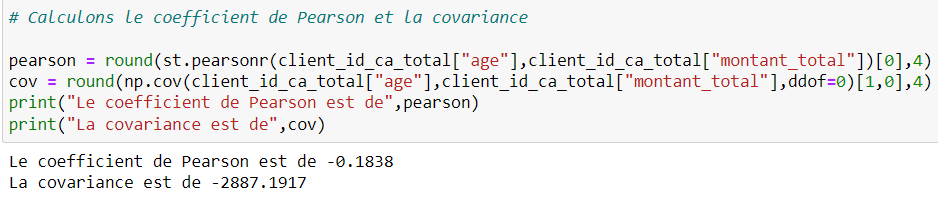 # Calculons le coefficient de Pearson et la covariance
pearson = round(st.pearsonr(client_id_ca_total["age"],client_id_ca_total["montant_total"])[0],4)
cov = round(np.cov(client_id_ca_total["age"],client_id_ca_total["montant_total"],ddof=0)[1,0],4)
print("Le coefficient de Pearson est de",pearson)
print("La covariance est de",cov)
Le coefficient de Pearson est de -0.1838
La covariance est de -2887.1917